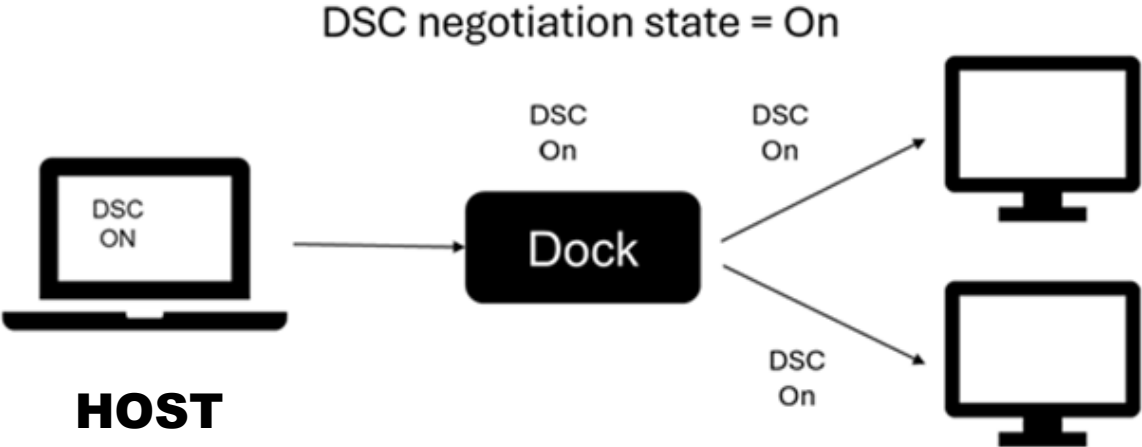 DSC negotiation state = On
DSC
On
DSC
On
DSC
ON
Dock
DSC
On
HOST